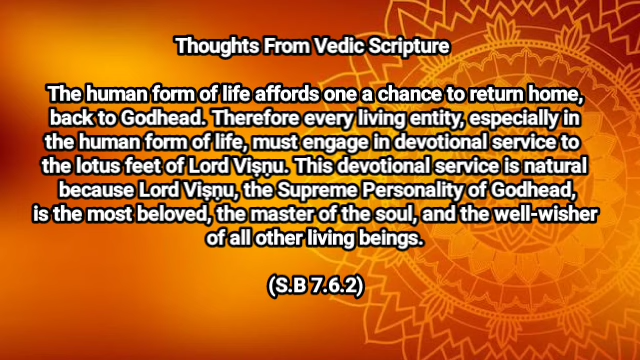 Thoughts From Vedic Scripture
The human form of life affords one a chance to return home,
back to Godhead. Therefore every living entity, especially in
the human form of life, must engage in devotional service to
the lotus feet of Lord Viṣṇu. This devotional service is natural
because Lord Viṣṇu, the Supreme Personality of Godhead,
is the most beloved, the master of the soul, and the well-wisher
of all other living beings.
(S.B 7.6.2)